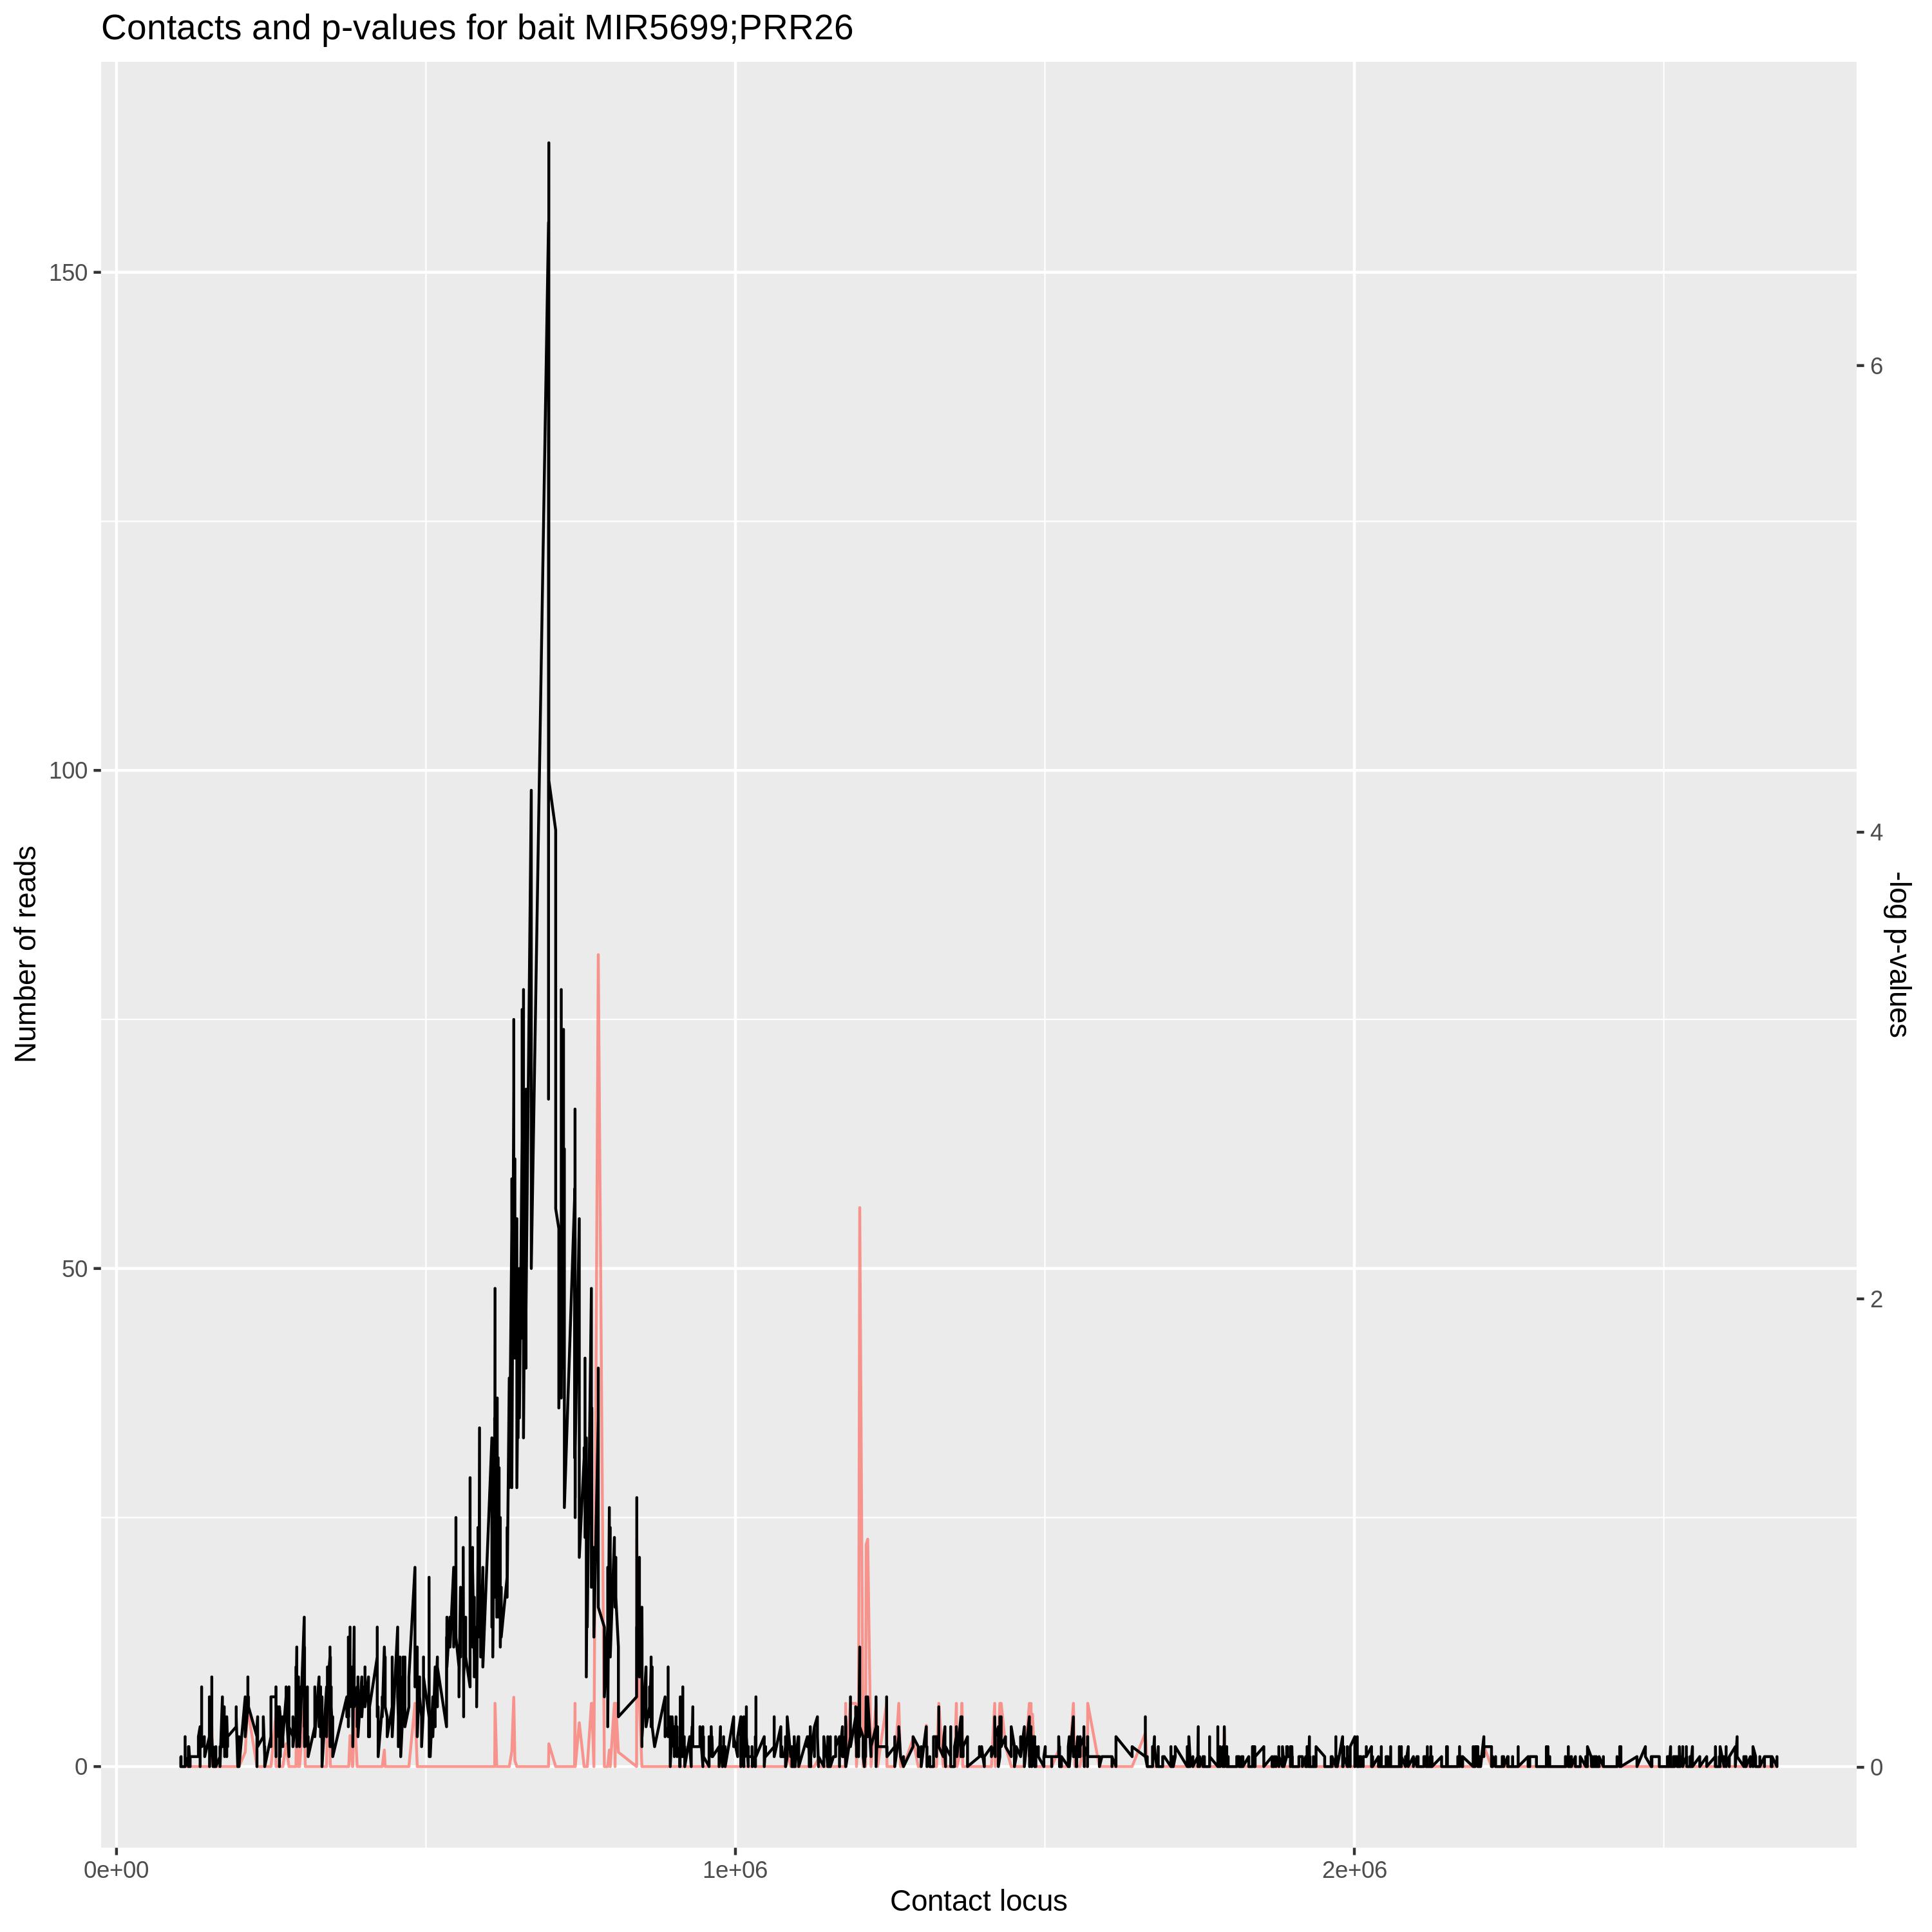 Contacts and p-values for bait MIR5699;PRR26
150
100
50
0
Number of reads
6
4
2
0
-log p-values
0e+00
1e+06
2e+06
Contact locus